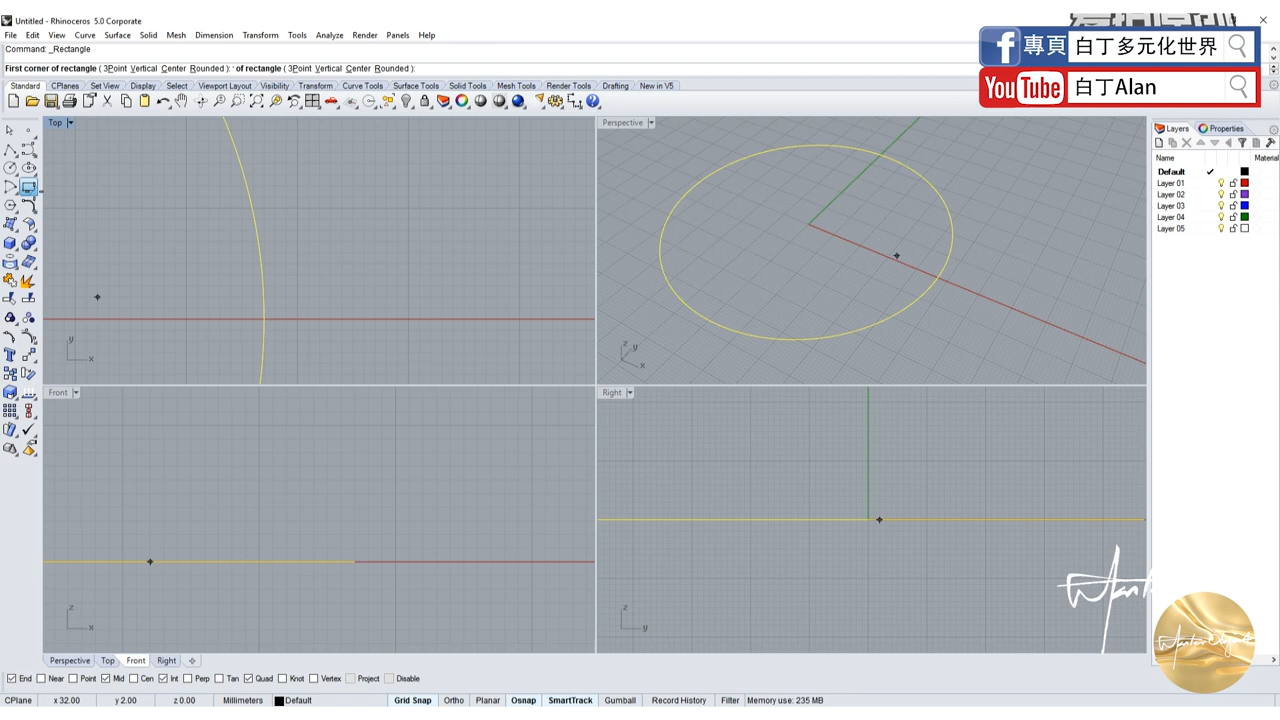 Untitled - Rhinoceros 5.0 Corporate
File Edit View Curve Surface Solid Mesh Dimension Transform Tools Analyze Render Panels Help
Command: _Rectangle
First corner of rectangle ( 3Point Vertical Center Rounded ): ' of rectangle ( 3Point Vertical Center Rounded ):
f 專頁 白丁多元化世界
YouTube 白丁Alan
Standard CPlanes Set View Display Select Viewport Layout Visibility Transform Curve Tools Surface Tools Solid Tools Mesh Tools Render Tools Drafting New in V5
Top
Perspective
Layers Properties
Name Material
Default
Layer 01
Layer 02
Layer 03
Layer 04
Layer 05
y
x
z
y
x
Front
Right
z
x
z
y
Perspective Top Front Right
End Near Point Mid Cen Int Perp Tan Quad Knot Vertex Project Disable
CPlane x 32.00 y 2.00 z 0.00 Millimeters Default Grid Snap Ortho Planar Osnap SmartTrack Gumball Record History Filter Memory use: 235 MB